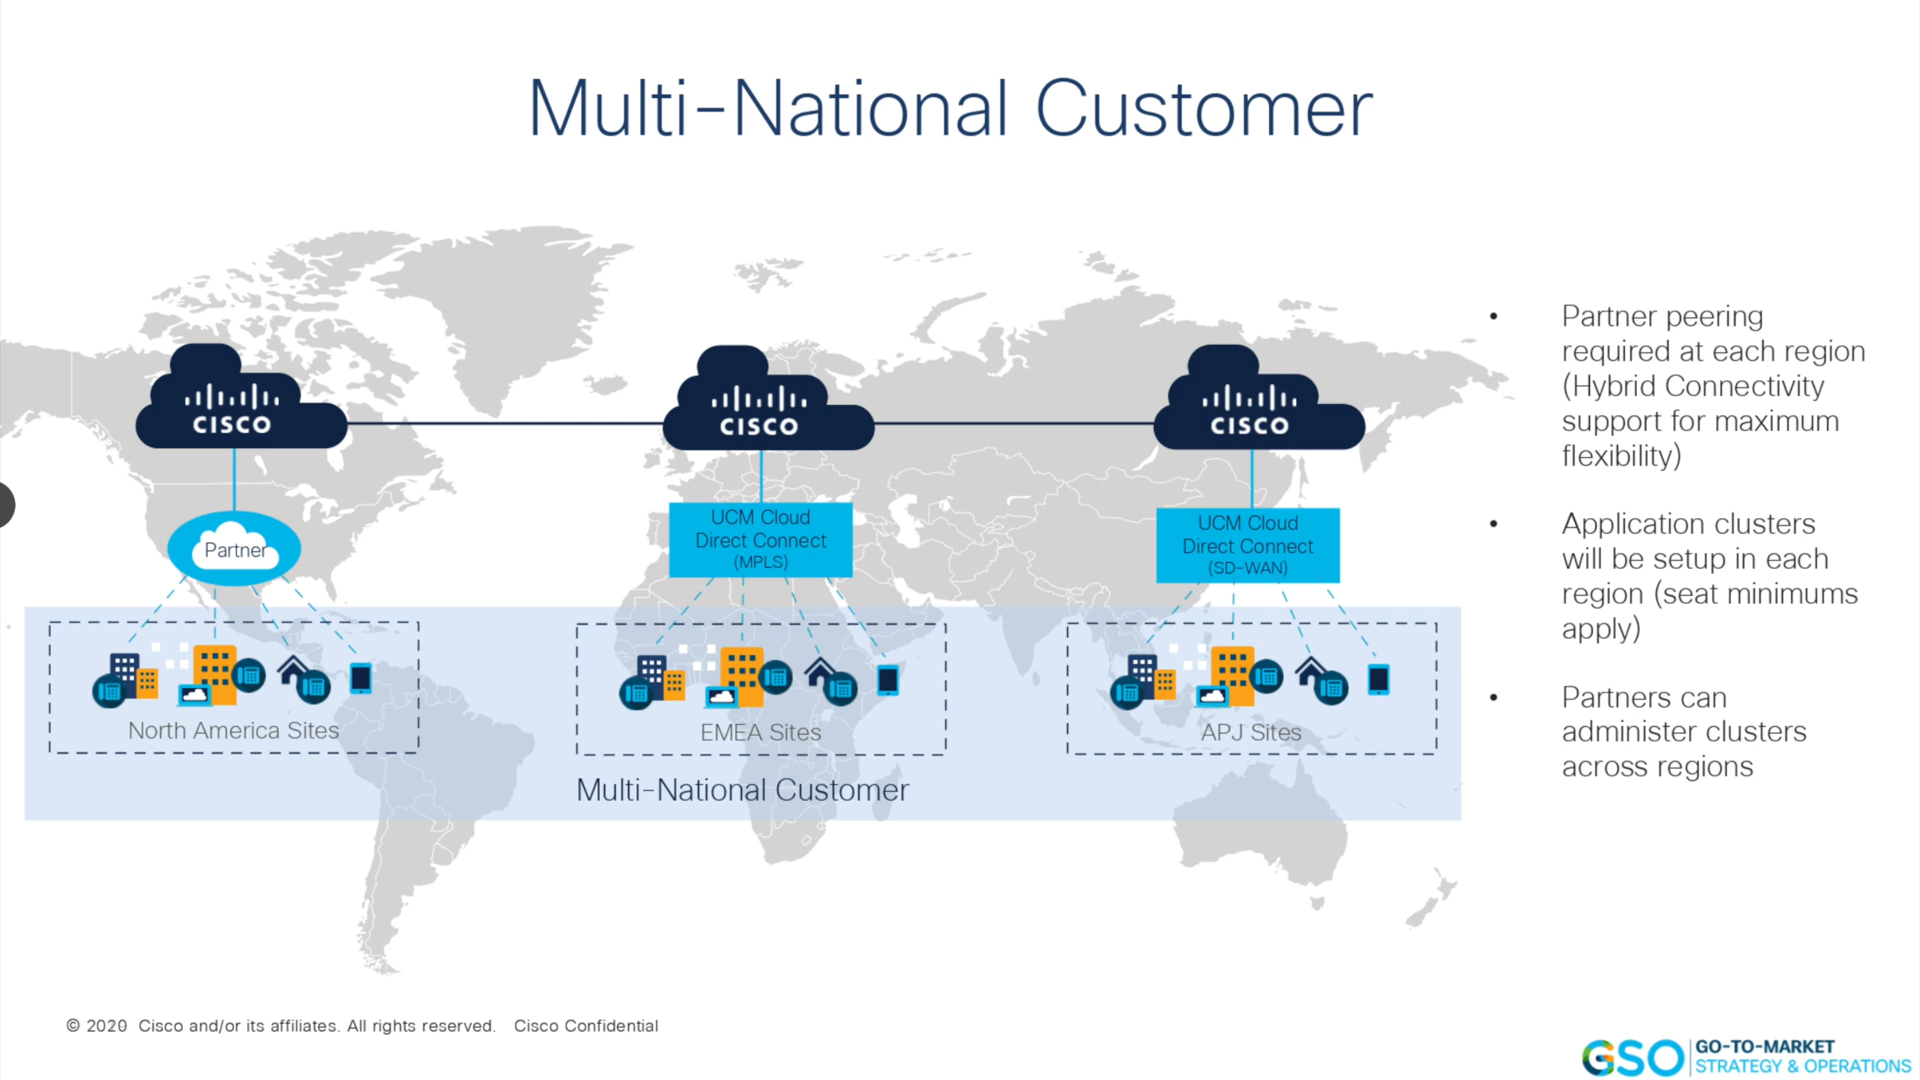 Multi-National Customer
CISCO
CISCO
CISCO
Partner
UCM Cloud
Direct Connect
(MPLS)
UCM Cloud
Direct Connect
(SD-WAN)
North America Sites
EMEA Sites
APJ Sites
Multi-National Customer
• Partner peering
required at each region
(Hybrid Connectivity
support for maximum
flexibility)
• Application clusters
will be setup in each
region (seat minimums
apply)
• Partners can
administer clusters
across regions
© 2020 Cisco and/or its affiliates. All rights reserved. Cisco Confidential
GSO GO-TO-MARKET
STRATEGY & OPERATIONS